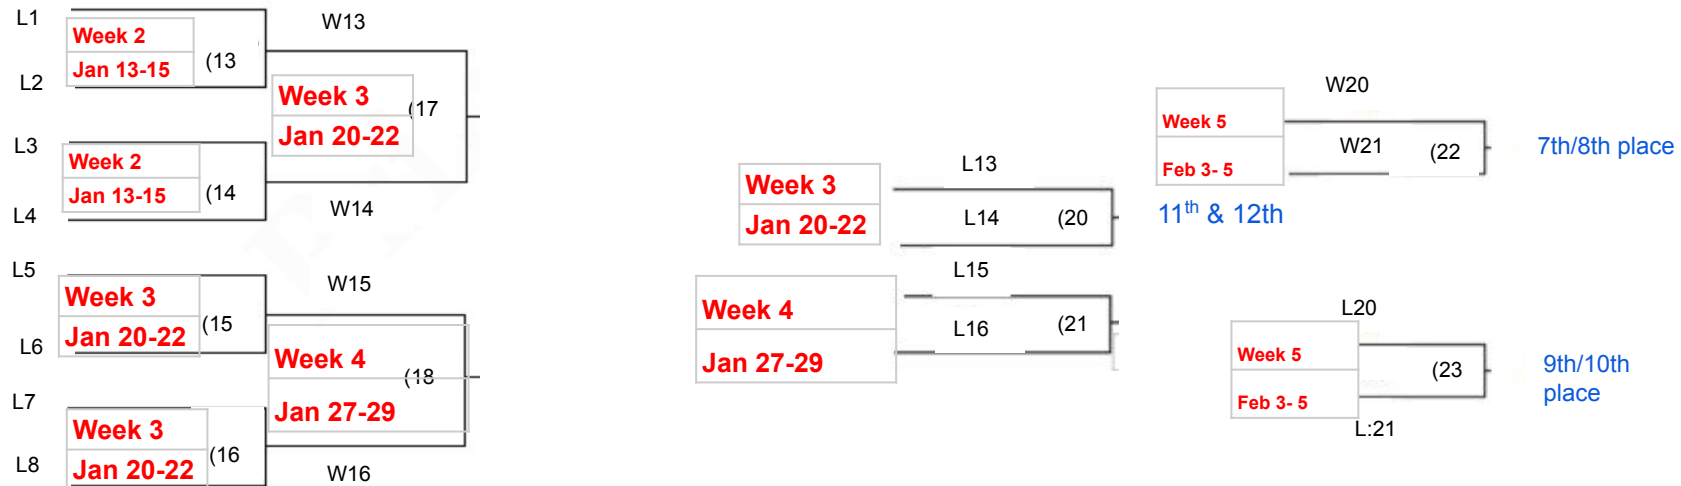 L1
W13
Week 2
Jan 13-15
(13
L2
Week 3
Jan 20-22
(17
L3
Week 2
Jan 13-15
(14
L4
W14
L5
W15
Week 3
Jan 20-22
(15
L6
Week 4
Jan 27-29
(18
L7
Week 3
Jan 20-22
(16
L8
W16
L13
Week 3
Jan 20-22
L14
(20
11th & 12th
L15
Week 4
Jan 27-29
L16
(21
W20
Week 5
Feb 3- 5
W21
(22
7th/8th place
L20
Week 5
Feb 3- 5
(23
L:21
9th/10th
place